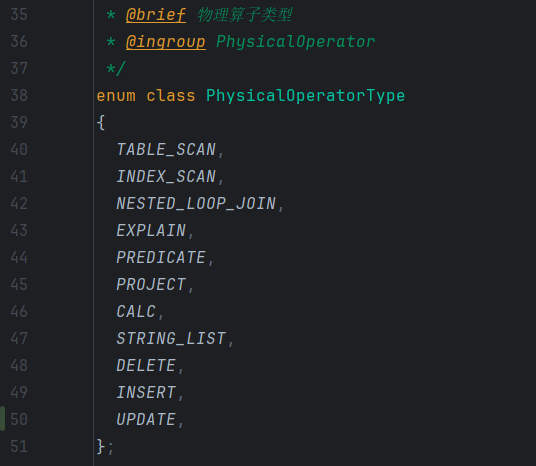 35 * @brief 物理算子类型
36 * @ingroup PhysicalOperator
37 */
38 enum class PhysicalOperatorType
39 {
40 TABLE_SCAN,
41 INDEX_SCAN,
42 NESTED_LOOP_JOIN,
43 EXPLAIN,
44 PREDICATE,
45 PROJECT,
46 CALC,
47 STRING_LIST,
48 DELETE,
49 INSERT,
50 UPDATE,
51 };